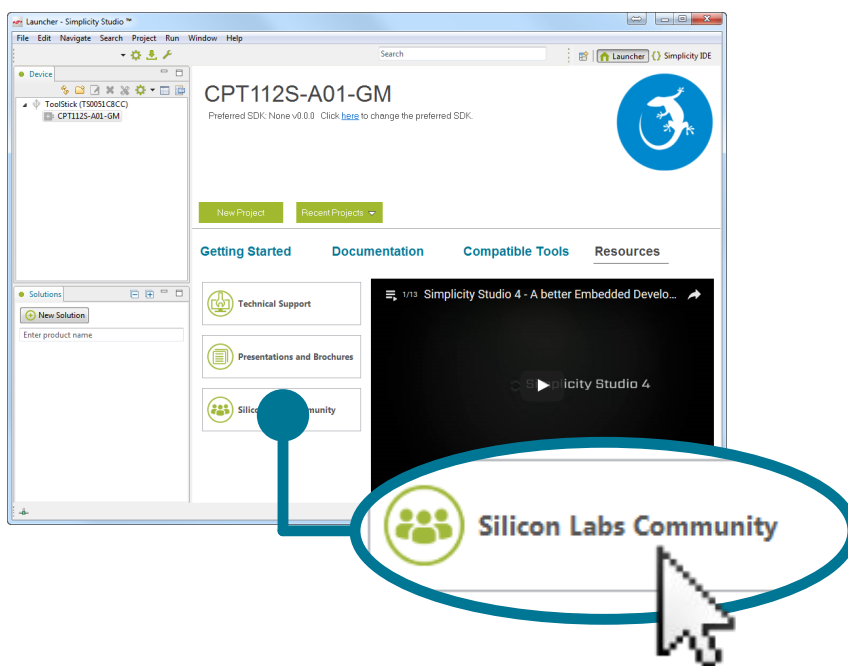 Launcher - Simplicity Studio ™
File Edit Navigate Search Project Run Window Help
Search
Launcher
{} Simplicity IDE
Device
ToolStick (TS0051C8CC)
CPT112S-A01-GM
CPT112S-A01-GM
Preferred SDK: None v0.0.0 Click here to change the preferred SDK.
New Project
Recent Projects
Getting Started Documentation Compatible Tools Resources
Solutions
New Solution
Enter product name
Technical Support
Presentations and Brochures
1/13 Simplicity Studio 4 - A better Embedded Develo...
Simplicity Studio 4
Silicon Labs Community